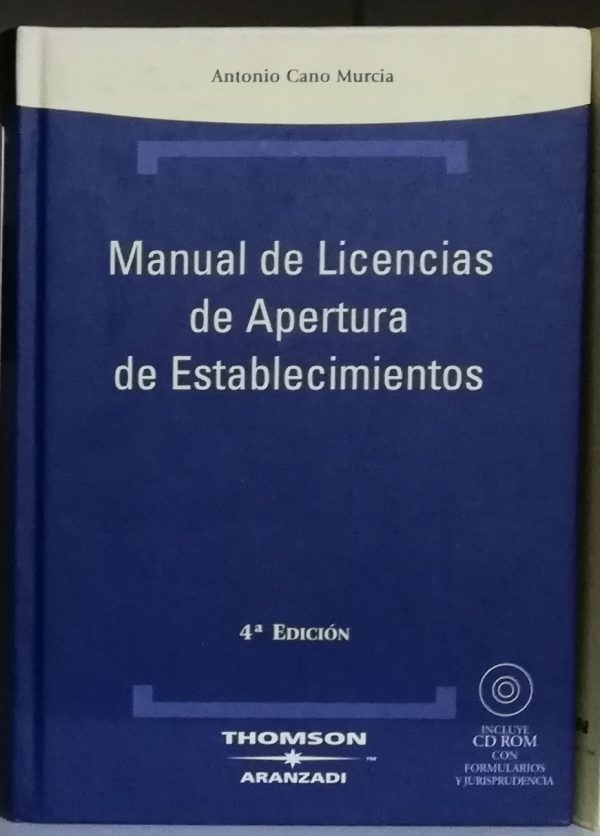 Antonio Cano Murcia
Manual de Licencias
de Apertura
de Establecimientos
4ª EDICIÓN
THOMSON
ARANZADI
INCLUYE
CD ROM
CON
FORMULARIOS
Y JURISPRUDENCIA